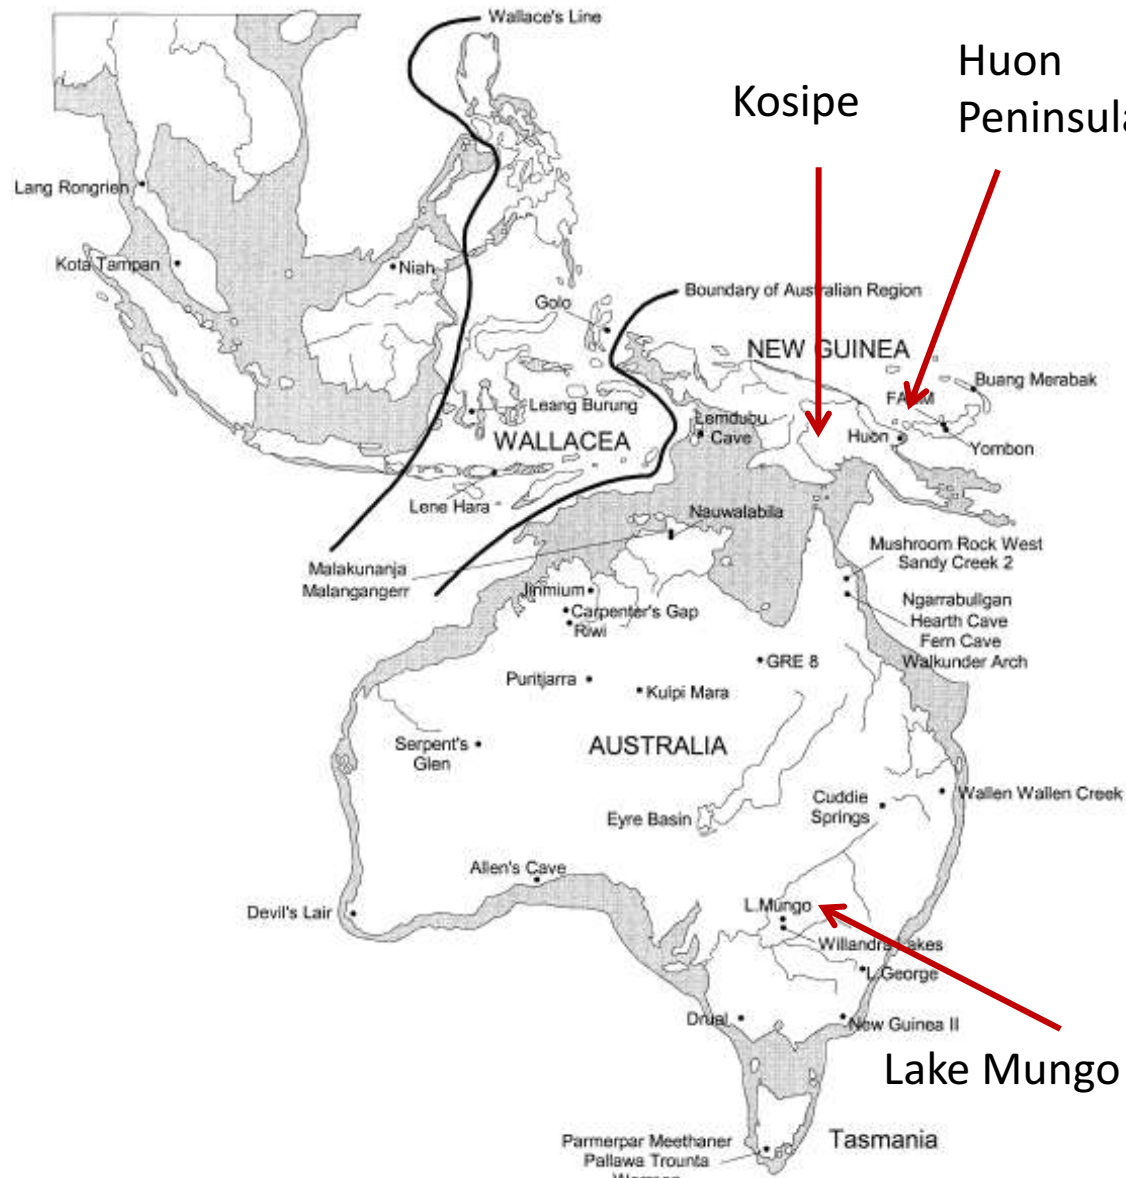 Wallace's Line
Huon
Peninsula
Kosipe
Lang Rongrien
Kota Tampan
Niah
Golo
Boundary of Australian Region
NEW GUINEA
Buang Merabak
Leang Burung
Lemdubu
Cave
Huon
Yombon
WALLACEA
Lene Hara
Nauwalabila
Malakunanja
Malangangerr
Mushroom Rock West
Sandy Creek 2
Jinmium
Carpenter's Gap
Riwi
Ngarrabullgan
Hearth Cave
Fern Cave
Walkunder Arch
GRE 8
Puritjarra
Kulpi Mara
Serpent's
Glen
AUSTRALIA
Wallen Wallen Creek
Cuddie
Springs
Eyre Basin
Allen's Cave
Devil's Lair
L.Mungo
Willandra Lakes
L.George
Drual
New Guinea II
Lake Mungo
Tasmania
Parmerpar Meethaner
Pallawa Trounta